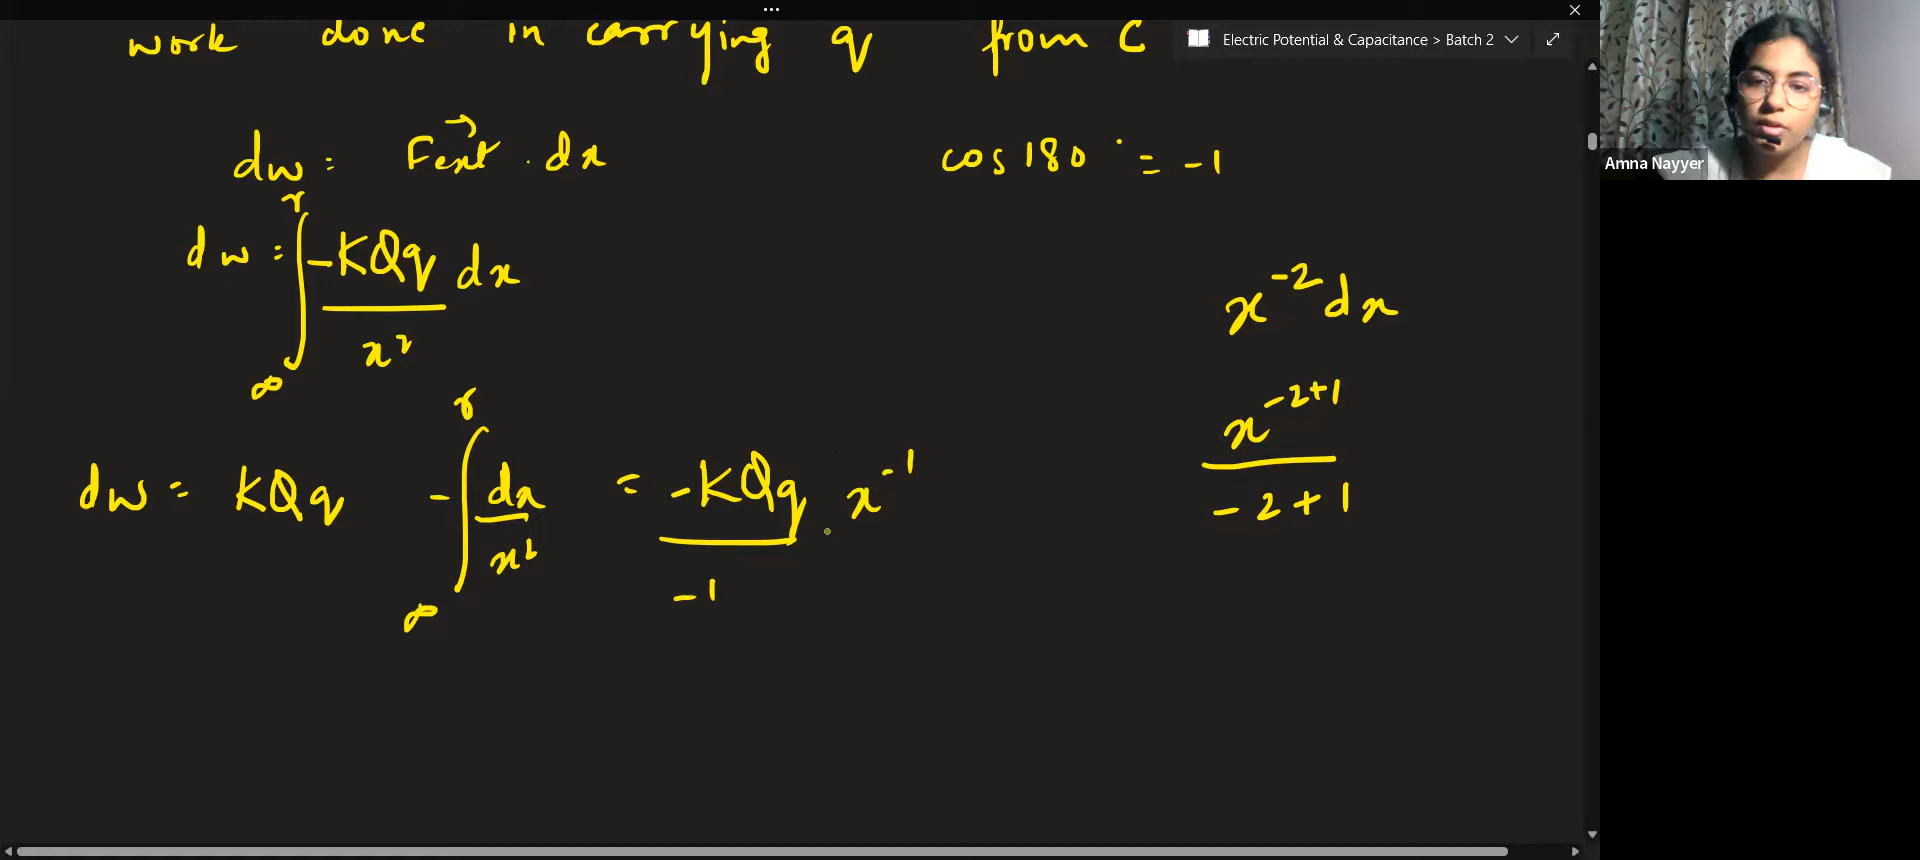 work done in carrying q from C
Electric Potential & Capacitance > Batch 2
Amna Nayyer
dw = Fext→ . dx
cos 180° = -1
dw = ∫_∞^r -KQq/x² dx
x⁻² dx
x⁻²⁺¹/-2+1
dw = KQq -∫_∞^r dx/x² = -KQq/-1 . x⁻¹